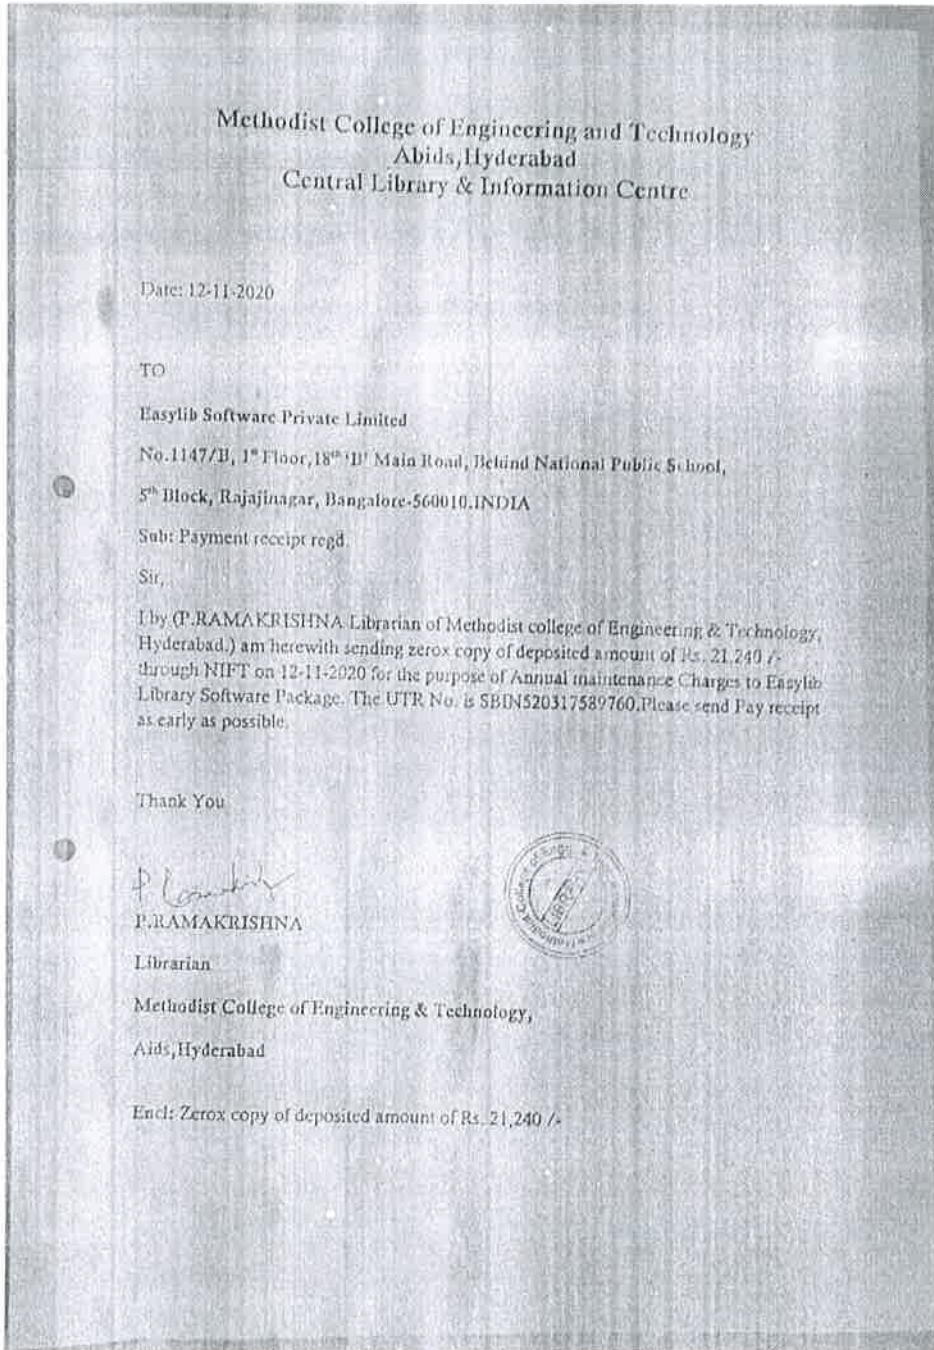 Methodist College of Engineering and Technology
Abids,Hyderabad
Central Library & Information Centre
Date: 12-11-2020
TO
Easylib Software Private Limited
No.1147/B, 1st Floor,18th 'B' Main Road, Behind National Public School,
5th Block, Rajajinagar, Bangalore-560010.INDIA
Sub: Payment receipt regd.
Sir,
I by (P.RAMAKRISHNA Librarian of Methodist college of Engineering & Technology,
Hyderabad.) am herewith sending zerox copy of deposited amount of Rs. 21,240 /-
through NIFT on 12-11-2020 for the purpose of Annual maintenance Charges to Easylib
Library Software Package. The UTR No. is SBIN520317589760.Please send Pay receipt
as early as possible.
Thank You
P.RAMAKRISHNA
Librarian
Methodist College of Engineering & Technology,
Aids,Hyderabad
Encl: Zerox copy of deposited amount of Rs. 21,240 /-